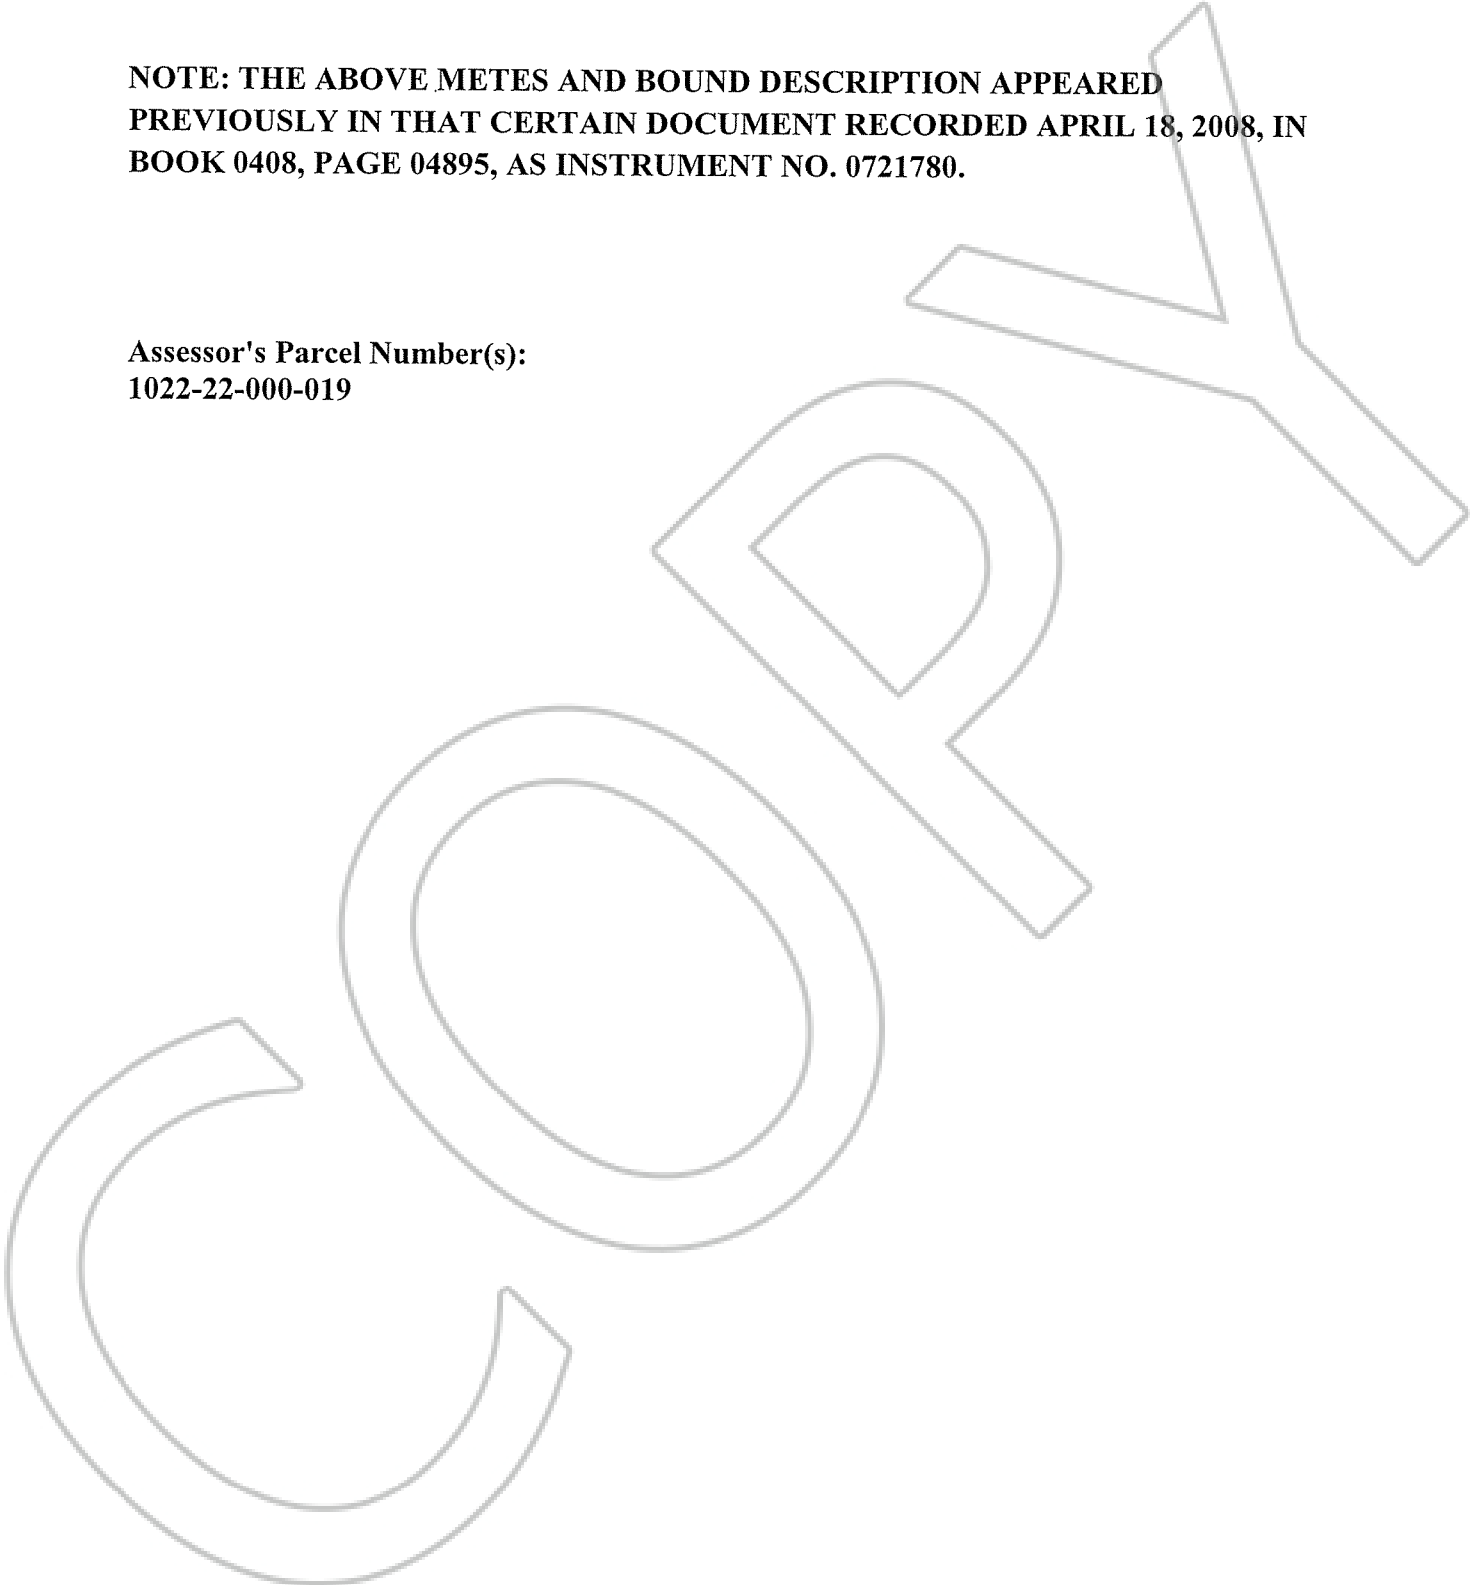 NOTE: THE ABOVE METES AND BOUND DESCRIPTION APPEARED
PREVIOUSLY IN THAT CERTAIN DOCUMENT RECORDED APRIL 18, 2008, IN
BOOK 0408, PAGE 04895, AS INSTRUMENT NO. 0721780.
Assessor's Parcel Number(s):
1022-22-000-019
COPY